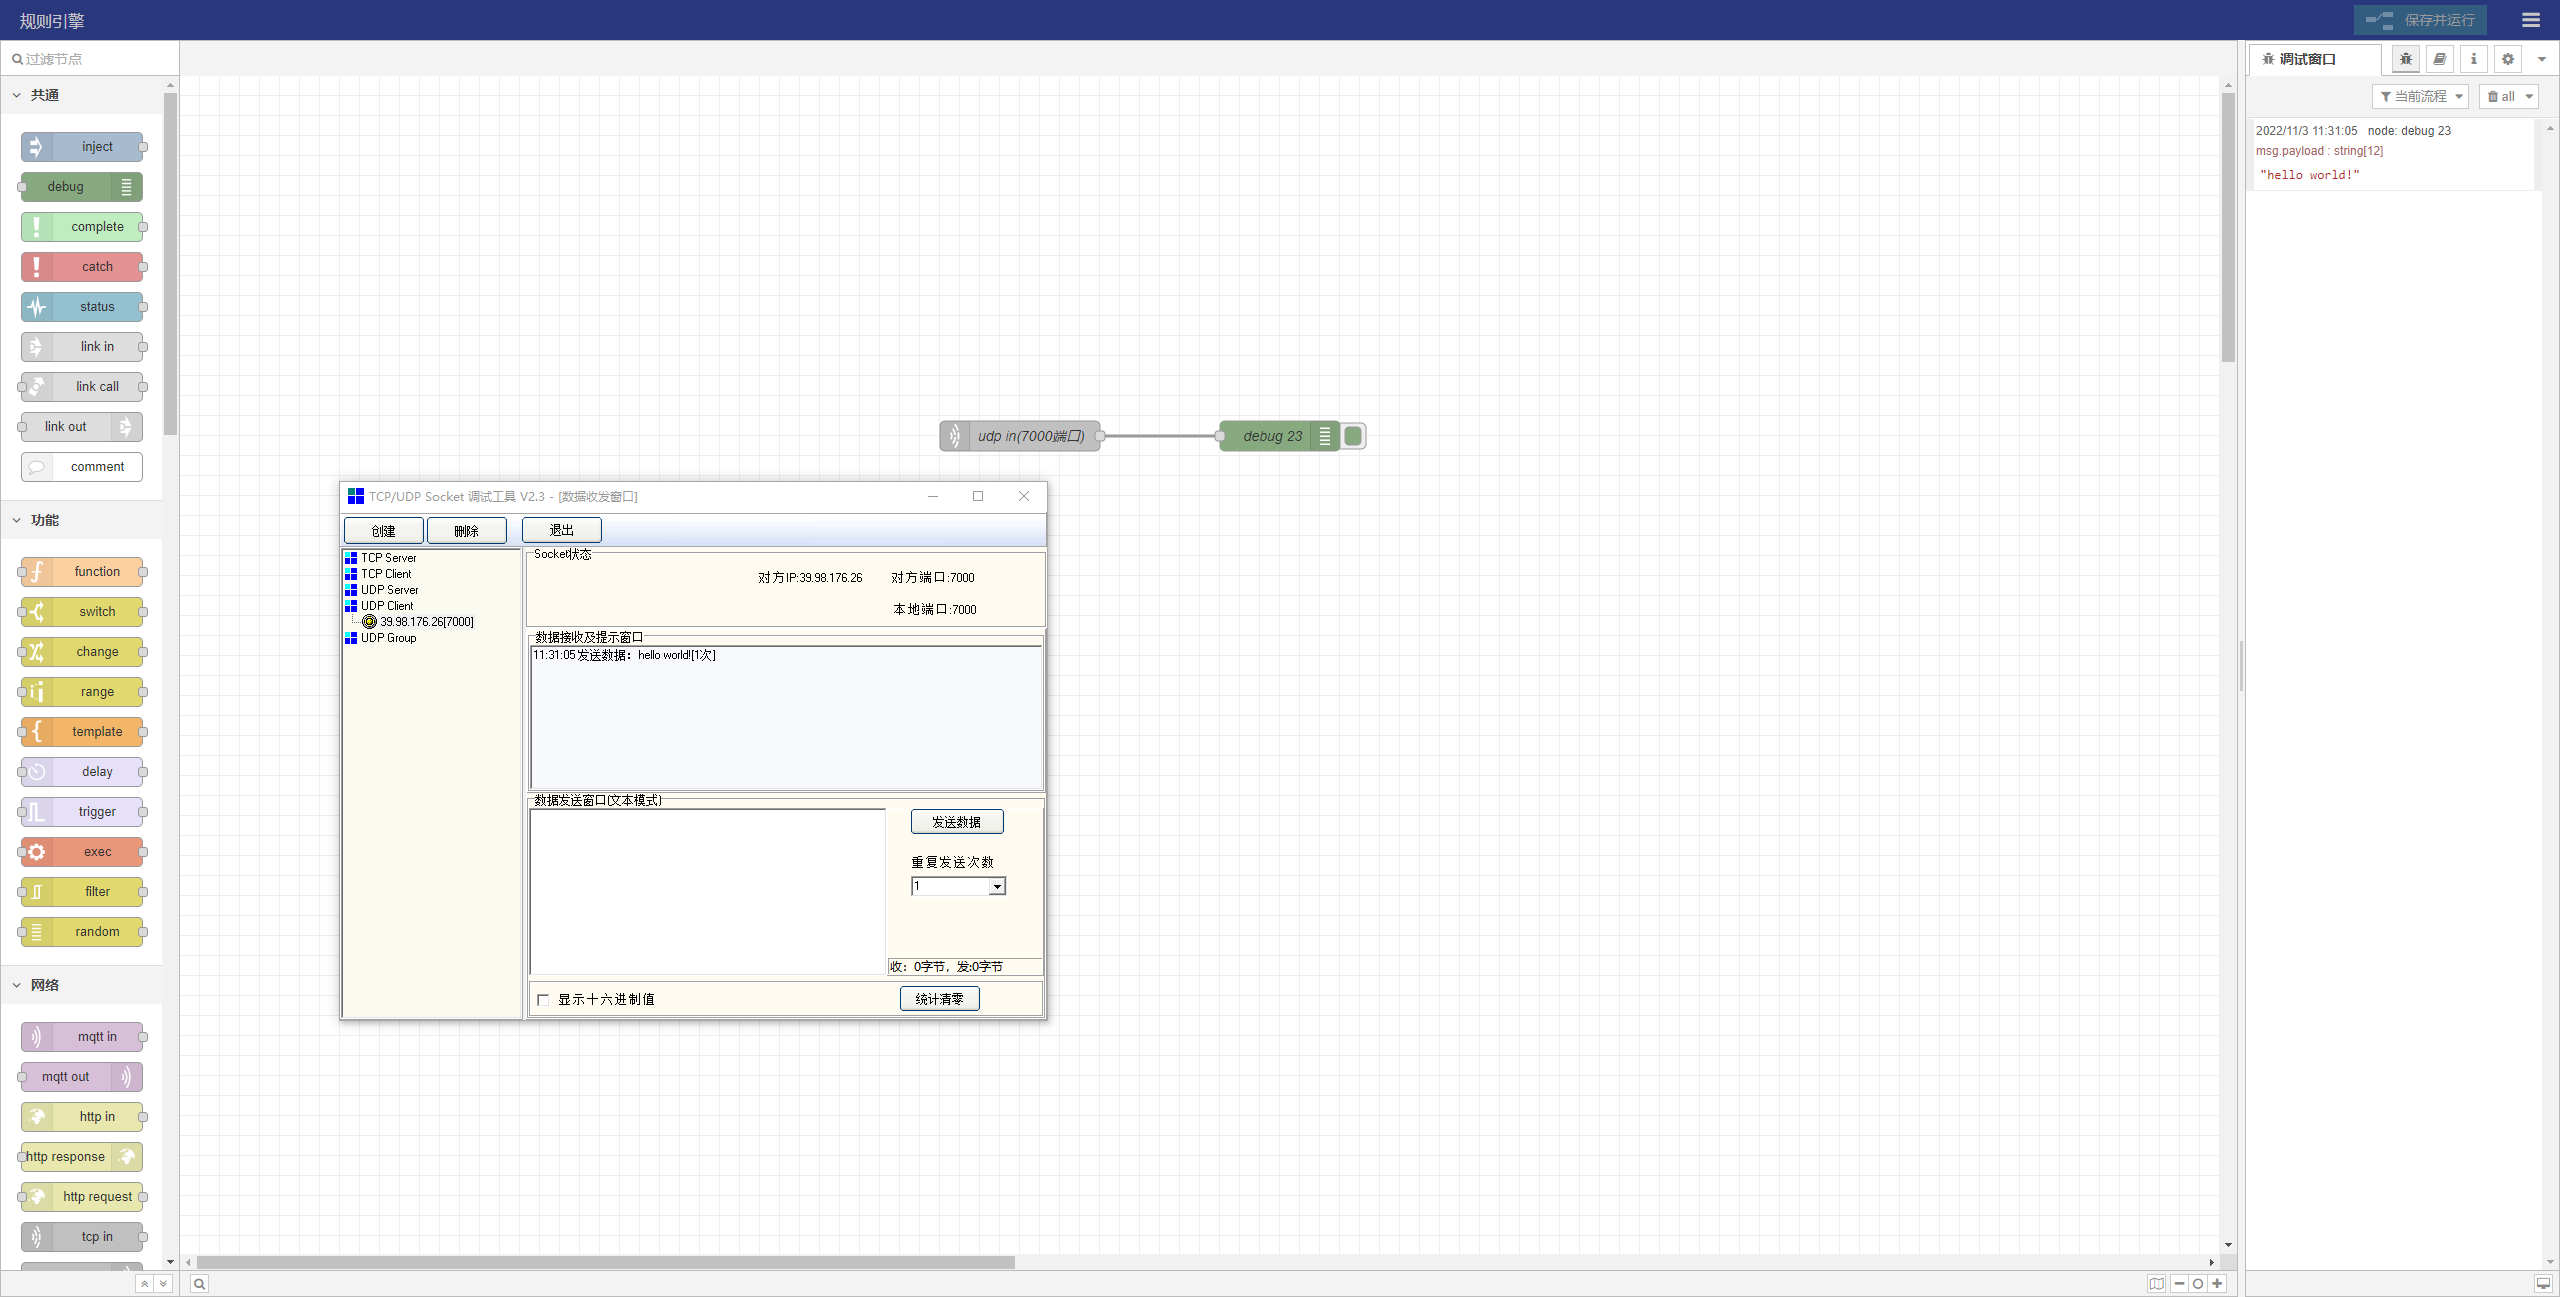 规则引擎
保存并运行
过滤节点
共通
inject
debug
complete
catch
status
link in
link call
link out
comment
功能
function
switch
change
range
template
delay
trigger
exec
filter
random
网络
mqtt in
mqtt out
http in
http response
http request
tcp in
udp in(7000端口)
debug 23
TCP/UDP Socket 调试工具 V2.3 - [数据收发窗口]
创建
删除
退出
TCP Server
TCP Client
UDP Server
UDP Client
39.98.176.26[7000]
UDP Group
Socket状态
对方IP:39.98.176.26
对方端口:7000
本地端口:7000
数据接收及提示窗口
11:31:05 发送数据：hello world![1次]
数据发送窗口(文本模式)
发送数据
重复发送次数
1
收：0字节，发:0字节
显示十六进制值
统计清零
调试窗口
当前流程
all
2022/11/3 11:31:05 node: debug 23
msg.payload : string[12]
"hello world!"